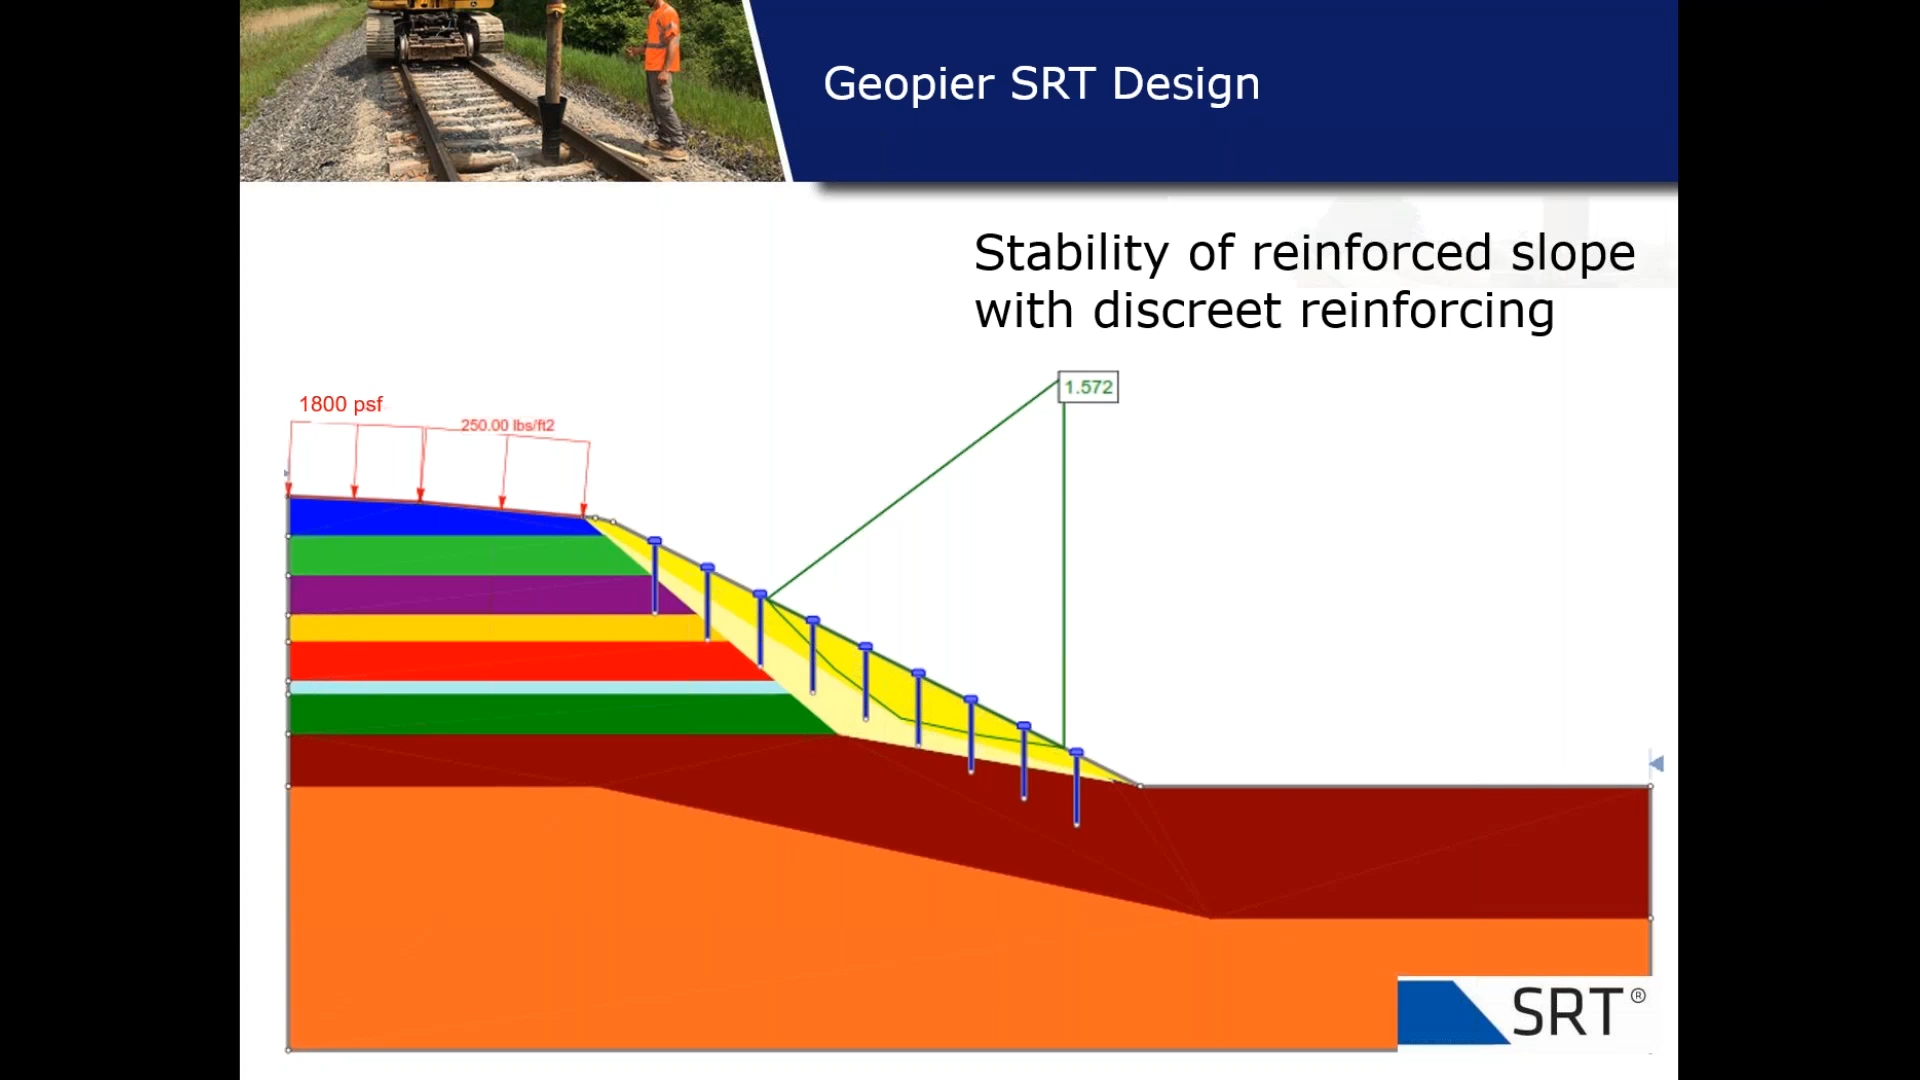 Geopier SRT Design
Stability of reinforced slope
with discreet reinforcing
1.572
1800 psf
250.00 lbs/ft2
SRT®